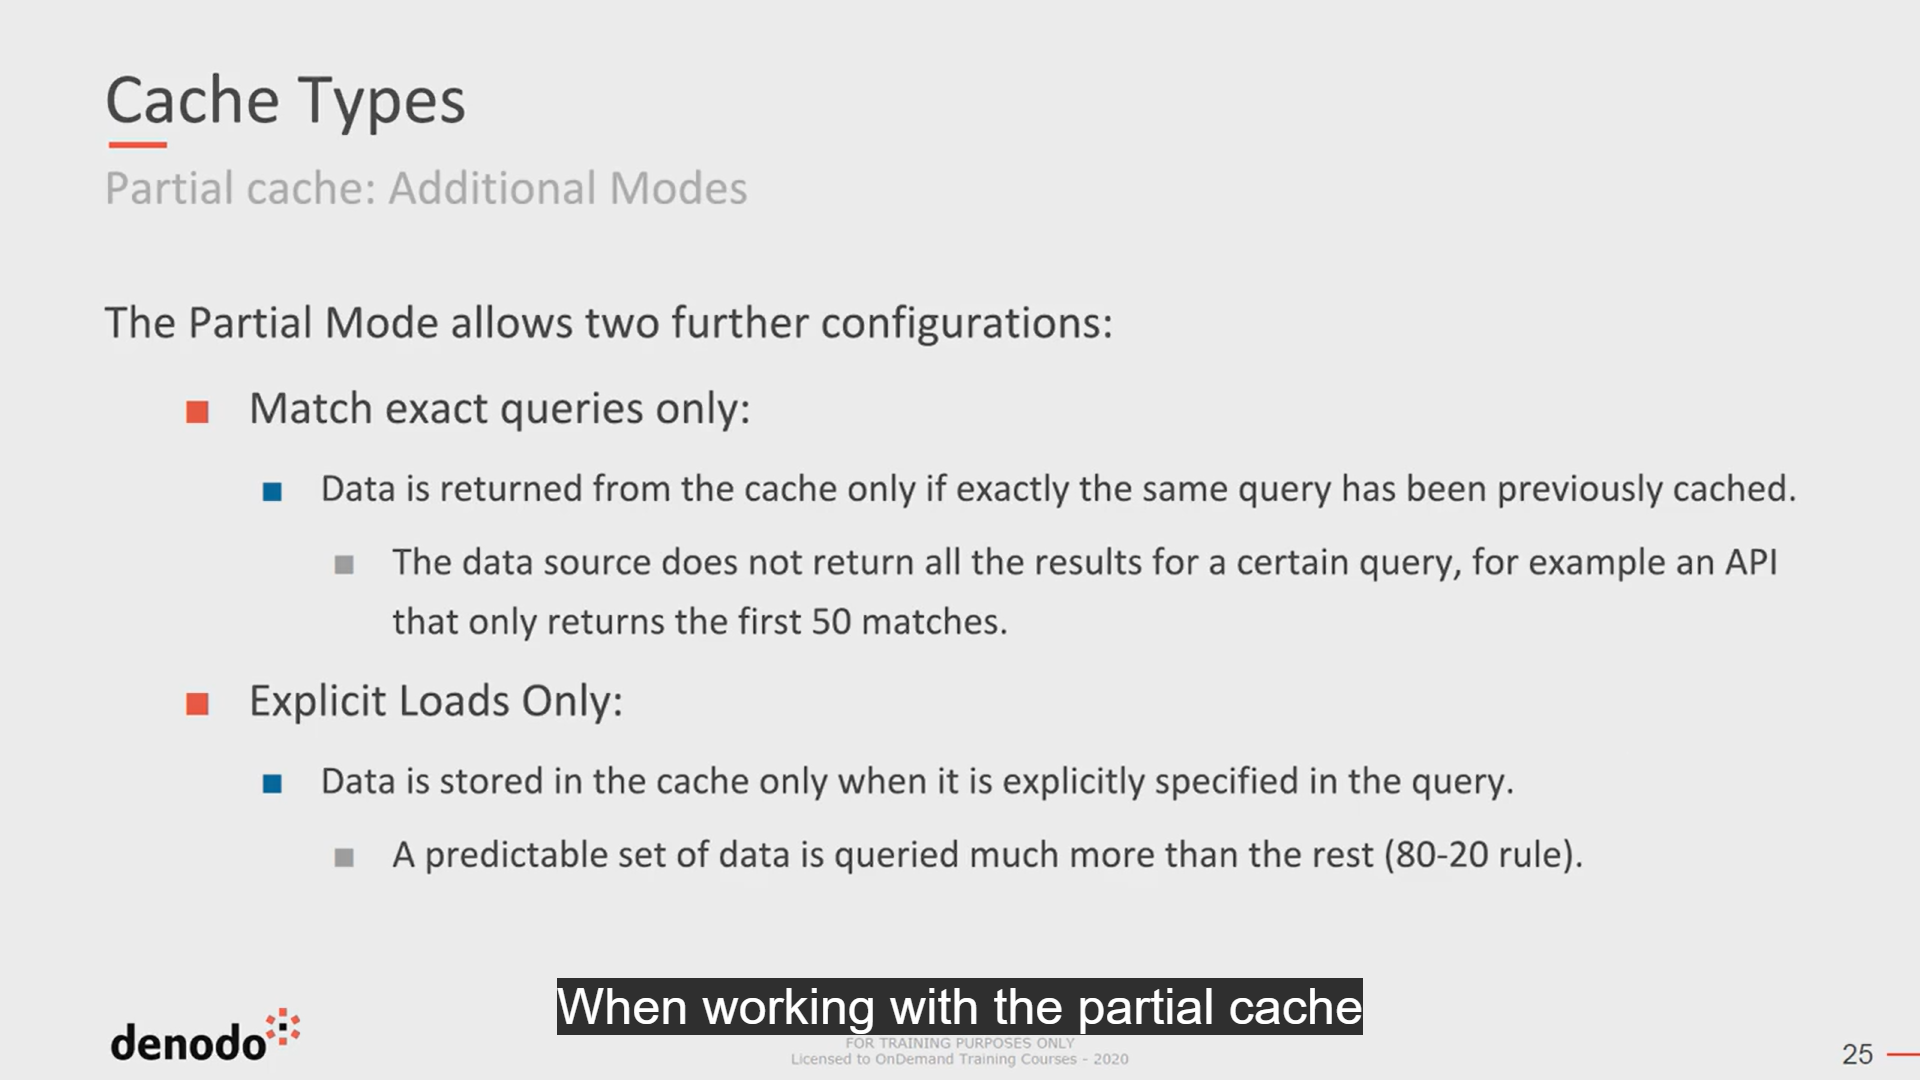 Cache Types
Partial cache: Additional Modes
The Partial Mode allows two further configurations:
Match exact queries only:
Data is returned from the cache only if exactly the same query has been previously cached.
The data source does not return all the results for a certain query, for example an API
that only returns the first 50 matches.
Explicit Loads Only:
Data is stored in the cache only when it is explicitly specified in the query.
A predictable set of data is queried much more than the rest (80-20 rule).
When working with the partial cache
denodo
FOR TRAINING PURPOSES ONLY
Licensed to OnDemand Training Courses - 2020
25